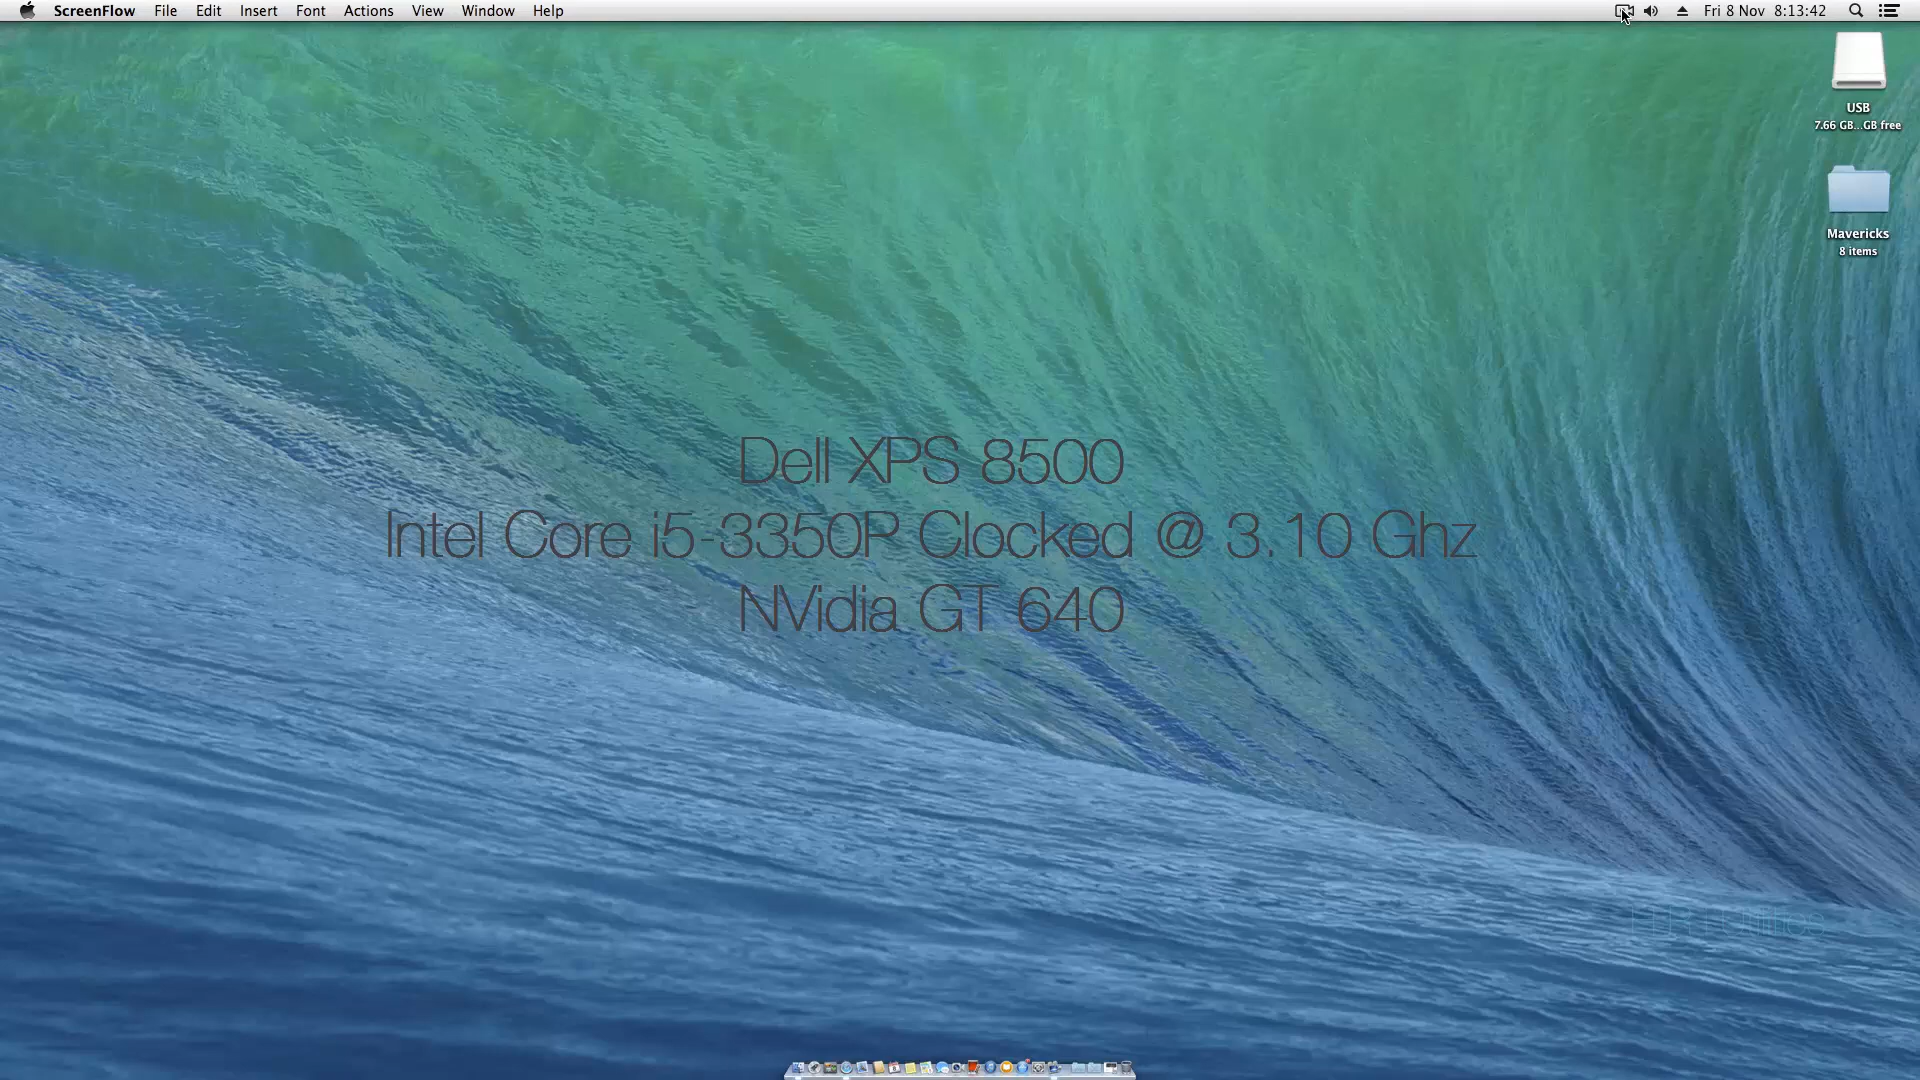 ScreenFlow File Edit Insert Font Actions View Window Help Fri 8 Nov 8:13:42
USB
7.66 GB...GB free
Mavericks
8 items
Dell XPS 8500
Intel Core i5-3350P Clocked @ 3.10 Ghz
NVidia GT 640